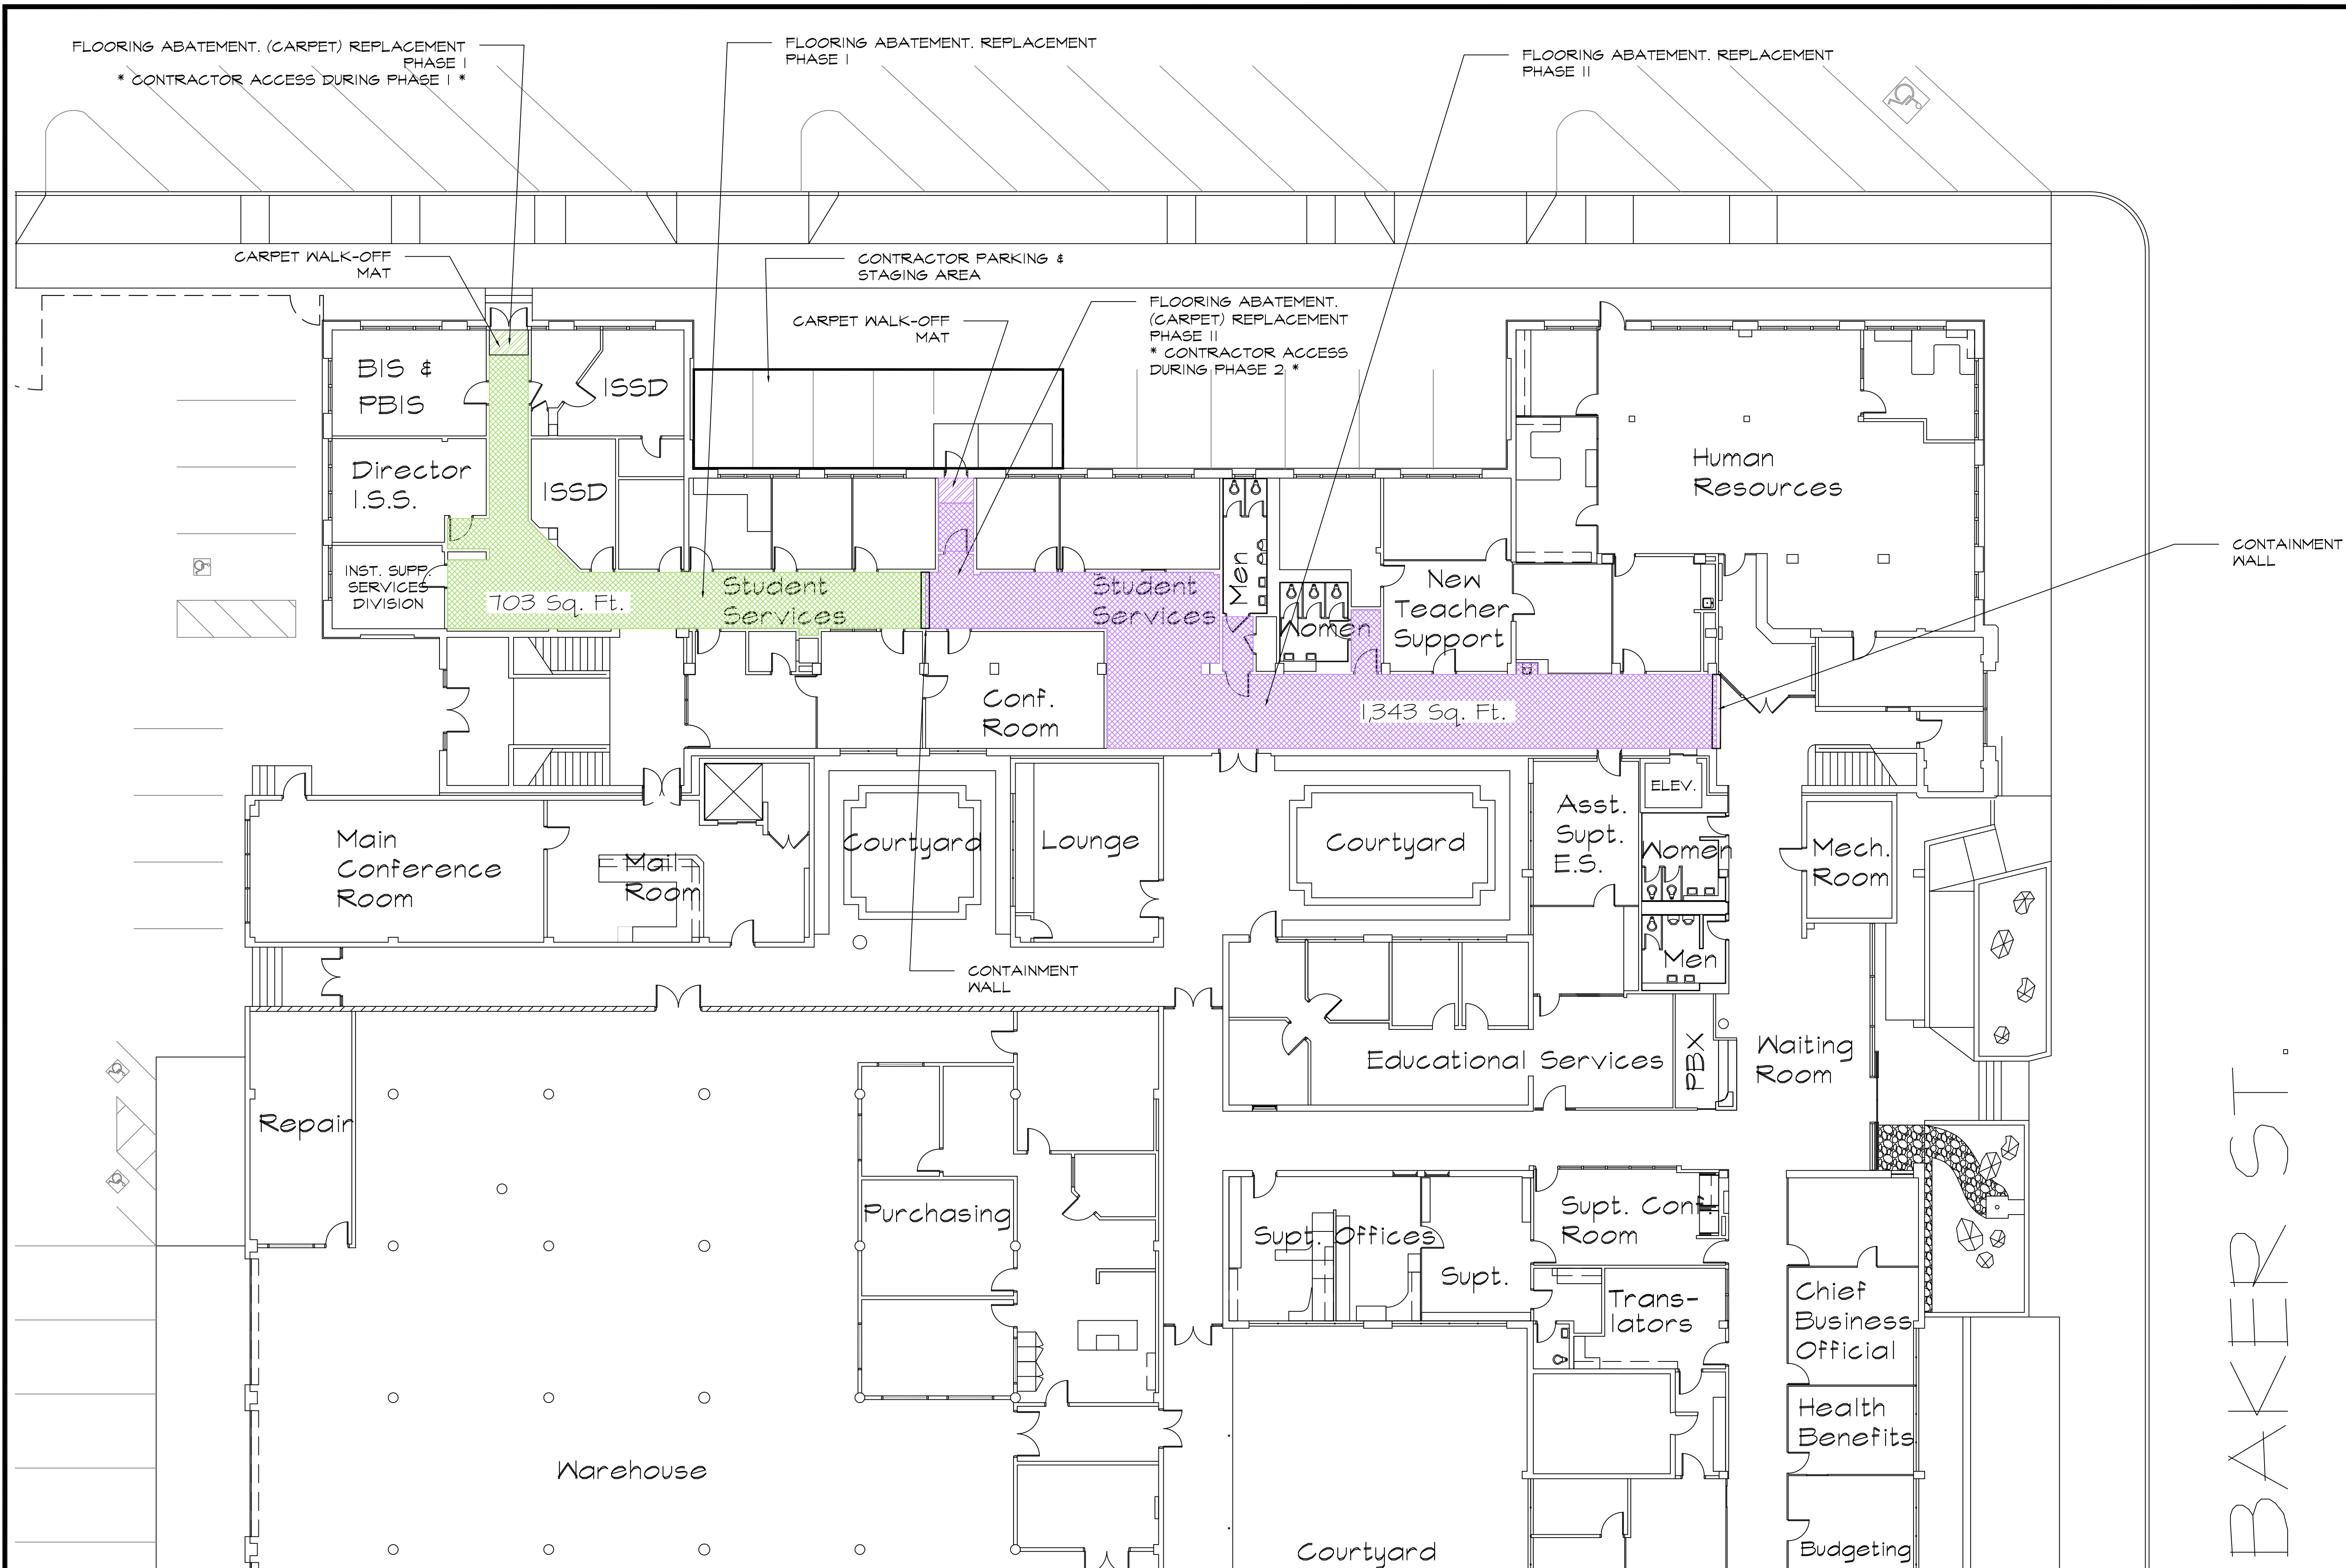 FLOORING ABATEMENT. (CARPET) REPLACEMENT
PHASE I
* CONTRACTOR ACCESS DURING PHASE I *
FLOORING ABATEMENT. REPLACEMENT
PHASE I
FLOORING ABATEMENT. REPLACEMENT
PHASE II
CARPET WALK-OFF
MAT
CONTRACTOR PARKING &
STAGING AREA
CARPET WALK-OFF
MAT
FLOORING ABATEMENT.
(CARPET) REPLACEMENT
PHASE II
* CONTRACTOR ACCESS
DURING PHASE 2 *
BIS &
PBIS
ISSD
Director
I.S.S.
ISSD
Human
Resources
CONTAINMENT
WALL
INST. SUPP.
SERVICES
DIVISION
703 Sq. Ft.
Student
Services
Student
Services
Men
Women
New
Teacher
Support
Conf.
Room
1,343 Sq. Ft.
Main
Conference
Room
Mail
Room
Courtyard
Lounge
Courtyard
Asst.
Supt.
E.S.
ELEV.
Women
Men
Mech.
Room
CONTAINMENT
WALL
Educational Services
PBX
Waiting
Room
Repair
Purchasing
Supt. Offices
Supt.
Supt. Conf.
Room
Trans-
lators
Chief
Business
Official
Health
Benefits
Budgeting
Warehouse
Courtyard
BAKER ST.